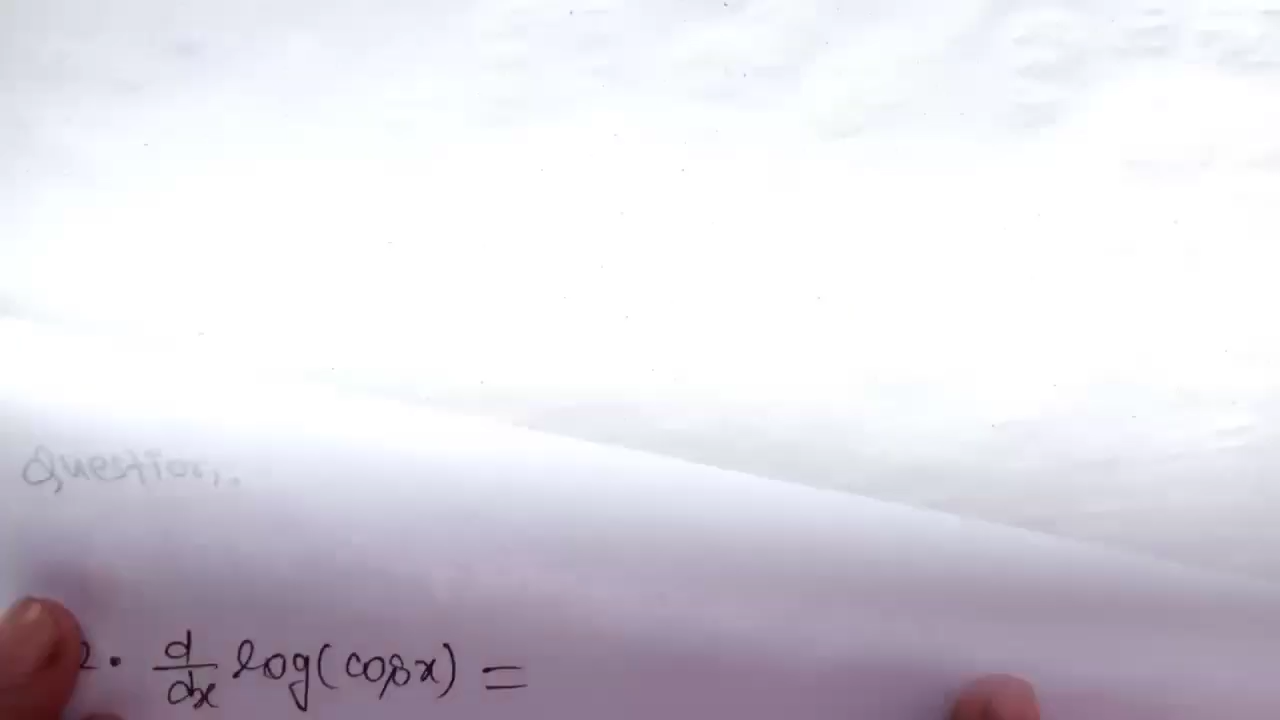 Question:.
2. d/dx log(cosx) =